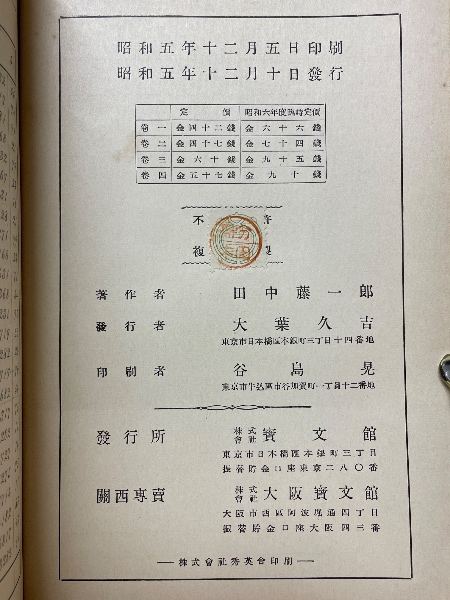 昭和五年十二月五日印刷
昭和五年十二月十日發行
定價 昭和六年度臨時定價
卷一 金四十二錢 金六十六錢
卷二 金四十七錢 金七十四錢
卷三 金六十錢 金九十五錢
卷四 金五十七錢 金九十錢
不許
複製
著作者 田中藤一郎
發行者 大葉久吉
東京市日本橋區本銀町三丁目十四番地
印刷者 谷島晃
東京市牛込區市谷加賀町一丁目十二番地
發行所 株式會社 寶文館
東京市日本橋區本銀町三丁目
振替貯金口座東京二八〇番
關西專賣 株式會社 大阪寶文館
大阪市西區阿波堀通四丁目
振替貯金口座大阪四三番
株式會社秀英舍印刷